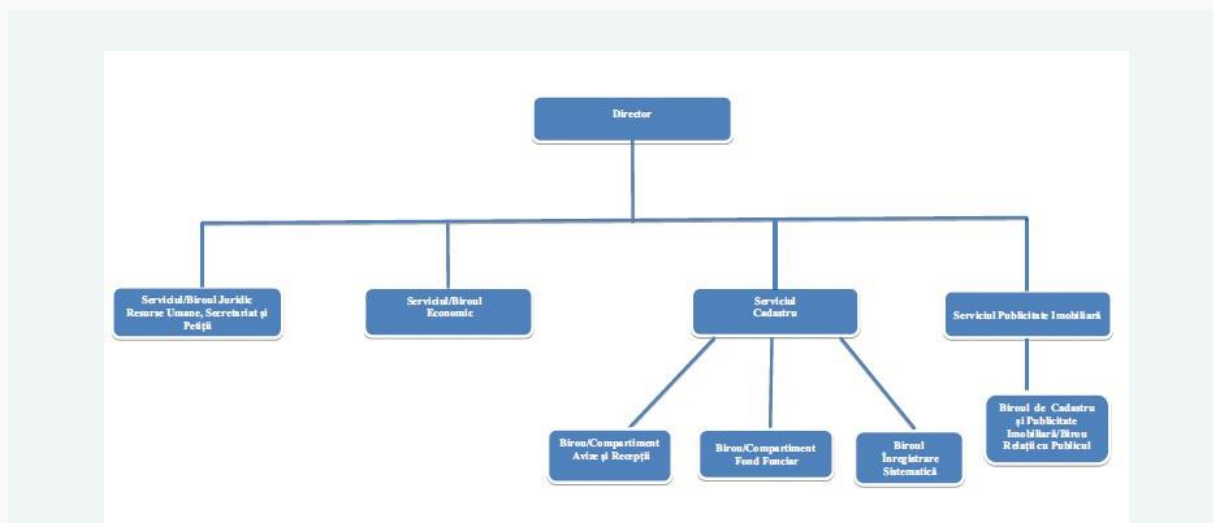 Director
Serviciul/Biroul Juridic
Resurse Umane, Secretariat și
Petiții
Serviciul/Biroul
Economic
Serviciul
Cadastru
Serviciul Publicitate Imobiliară
Birou/Compartiment
Avize și Recepții
Birou/Compartiment
Fond Funciar
Biroul
Înregistrare
Sistematică
Biroul de Cadastru
și Publicitate
Imobiliară/Birou
Relații cu Publicul